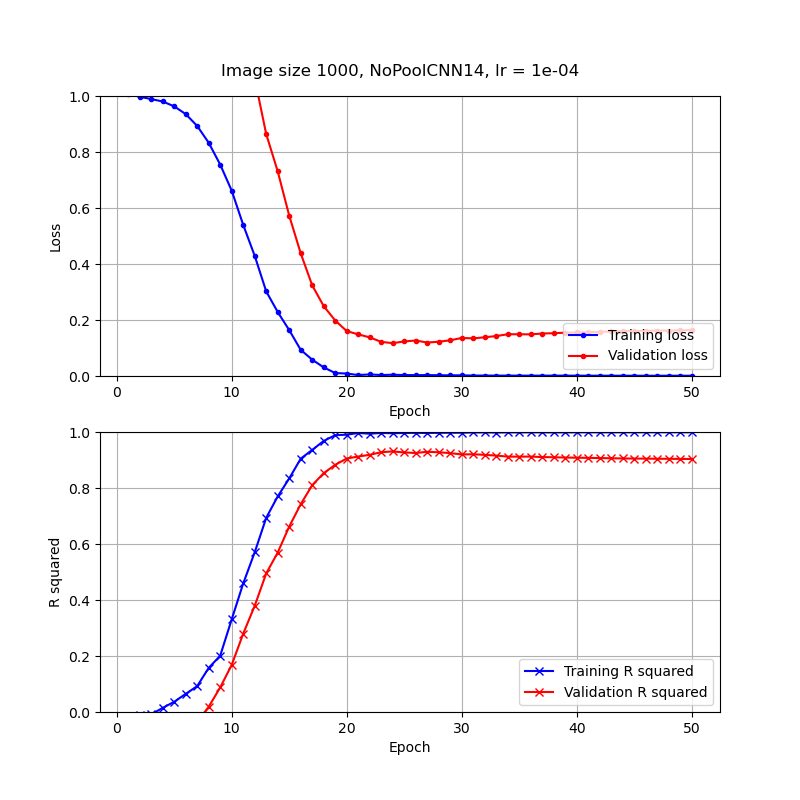 Image size 1000, NoPoolCNN14, lr = 1e-04
1.0
0.8
0.6
0.4
0.2
0.0
Loss
0 10 20 30 40 50
Epoch
Training loss
Validation loss
1.0
0.8
0.6
0.4
0.2
0.0
R squared
0 10 20 30 40 50
Epoch
Training R squared
Validation R squared